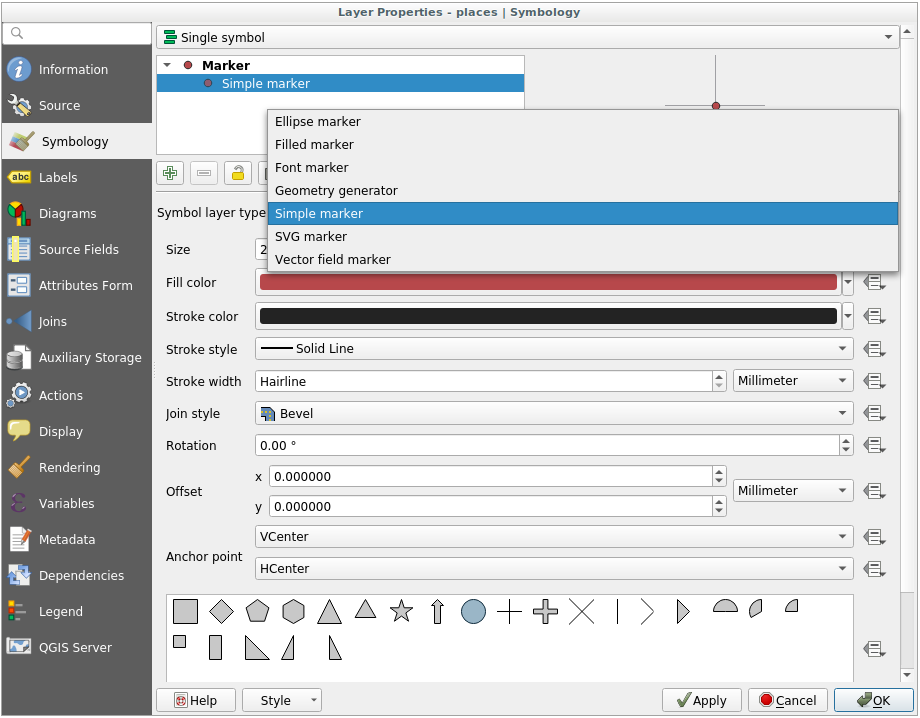 Layer Properties - places | Symbology
Single symbol
Information
Source
Symbology
abc Labels
Diagrams
Source Fields
Attributes Form
Joins
Auxiliary Storage
Actions
Display
Rendering
Variables
Metadata
Dependencies
Legend
QGIS Server
Marker
Simple marker
Ellipse marker
Filled marker
Font marker
Geometry generator
Simple marker
SVG marker
Vector field marker
Symbol layer type
Size 2
Fill color
Stroke color
Stroke style Solid Line
Stroke width Hairline Millimeter
Join style Bevel
Rotation 0.00 °
Offset x 0.000000 Millimeter
y 0.000000
Anchor point VCenter
HCenter
Help Style Apply Cancel OK